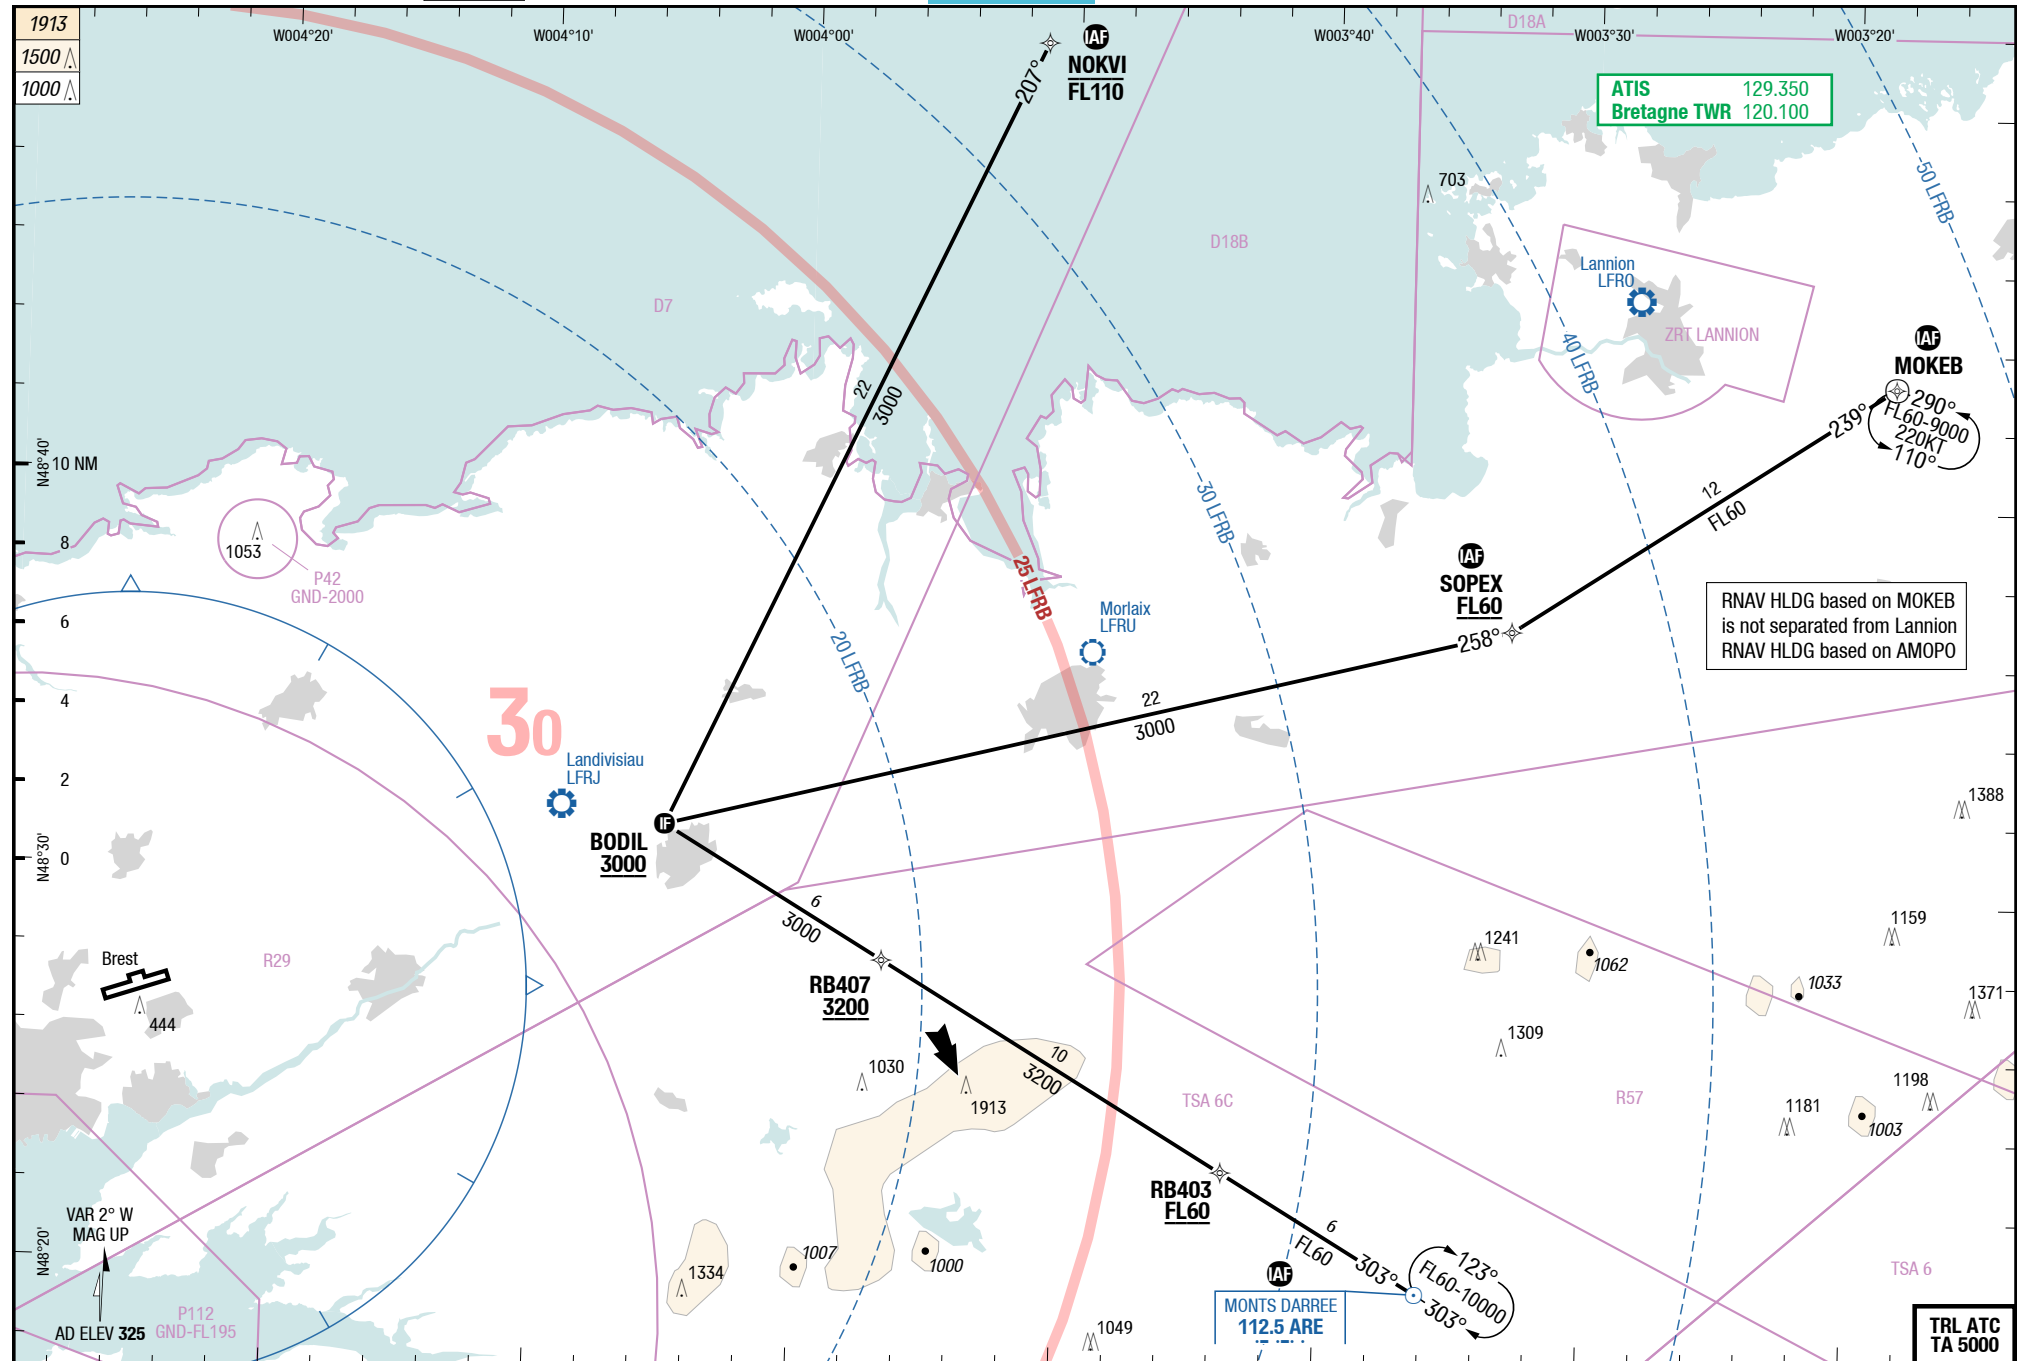 1913
1500
1000
W004°20'
W004°10'
W004°00'
W003°40'
W003°30'
W003°20'
D18A
IAF
NOKVI
FL110
207°
ATIS 129.350
Bretagne TWR 120.100
703
50 LFRB
D18B
Lannion
LFRO
D7
ZRT LANNION
40 LFRB
IAF
MOKEB
290°
FL60-9000
220KT
110°
239°
22
3000
N48°40'
10 NM
12
FL60
30 LFRB
8
1053
P42
GND-2000
IAF
SOPEX
FL60
258°
25 LFRB
RNAV HLDG based on MOKEB
is not separated from Lannion
RNAV HLDG based on AMOPO
6
Morlaix
LFRU
20 LFRB
4
30
22
3000
Landivisiau
LFRJ
2
1388
IF
BODIL
3000
N48°30'
0
6
3000
1159
1241
1062
Brest
R29
RB407
3200
1033
1371
444
1309
10
3200
1030
1913
TSA 6C
R57
1198
1181
1003
RB403
FL60
VAR 2° W
MAG UP
N48°20'
6
FL60
303°
123°
FL60-10000
303°
1007
1000
1334
IAF
MONTS DARREE
112.5 ARE
TSA 6
P112
GND-FL195
AD ELEV 325
1049
TRL ATC
TA 5000